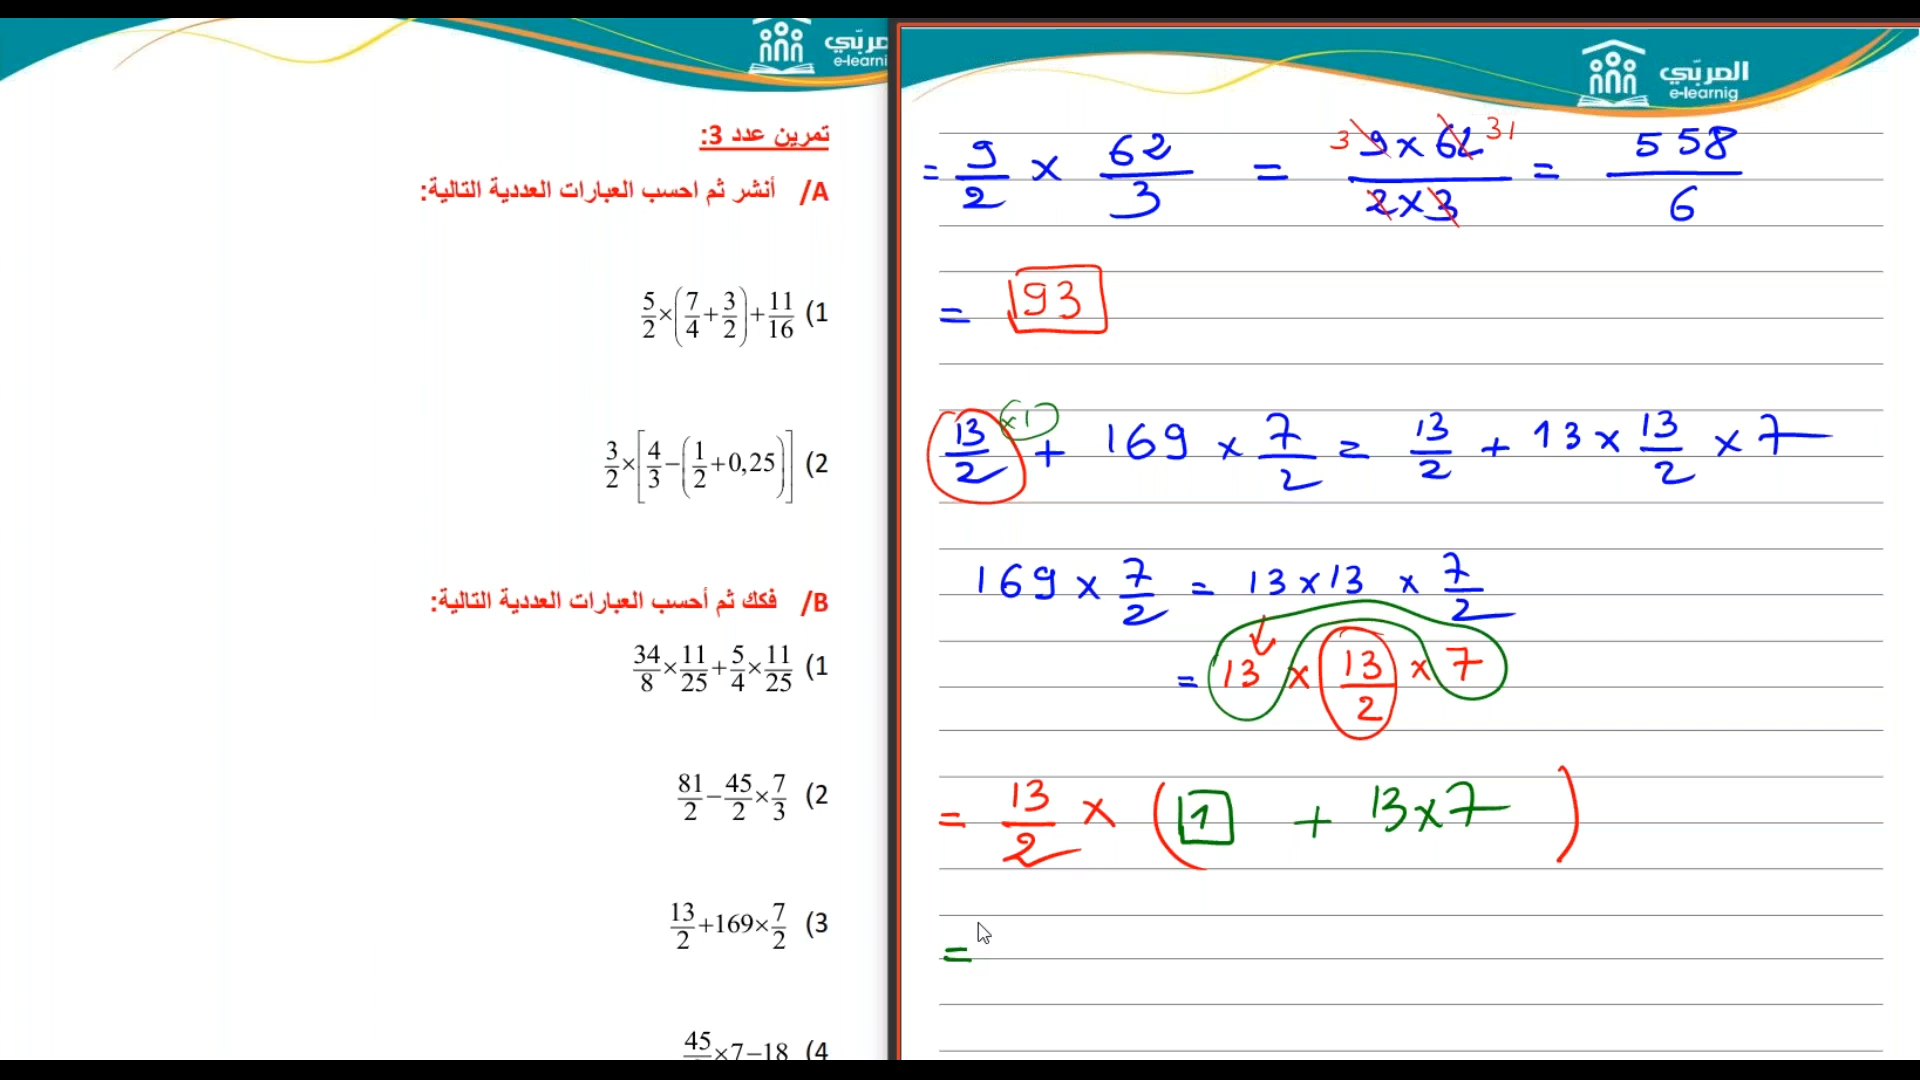 المربّي
e-learni
تمرين عدد 3:
A/ أنشر ثم احسب العبارات العددية التالية:
5/2×(7/4+3/2)+11/16 (1
3/2×[4/3−(1/2+0,25)] (2
B/ فكك ثم أحسب العبارات العددية التالية:
34/8×11/25+5/4×11/25 (1
81/2−45/2×7/3 (2
13/2+169×7/2 (3
×7−18 (4
45
المربّي
e-learnig
= 9/2 × 62/3 = 3 9×62 31 / 2×3 = 558/6
= 93
13/2 ×1 + 169 × 7/2 = 13/2 + 13 × 13/2 × 7
169 × 7/2 = 13×13 × 7/2
= 13 × 13/2 × 7
= 13/2 × (1 + 13×7)
=